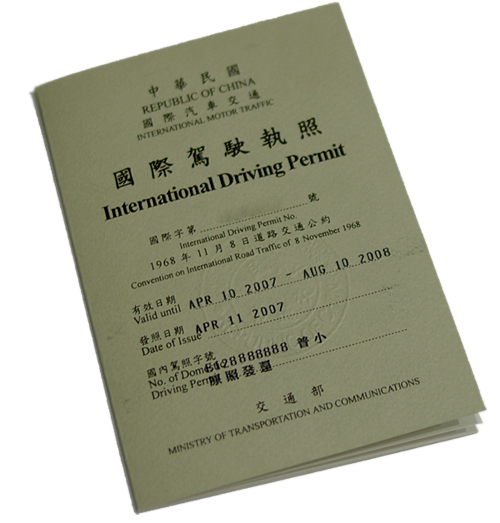 中華民國
REPUBLIC OF CHINA
國際汽車交通
INTERNATIONAL MOTOR TRAFFIC
國際駕駛執照
International Driving Permit
國際字第 號
International Driving Permit No.
1968 年 11 月 8 日道路交通公約
Convention on International Road Traffic of 8 November 1968
有效日期
Valid until APR 10 2007 - AUG 10 2008
發照日期
Date of Issue APR 11 2007
國內駕照字號
No. of Domestic 8128888888 普小
Driving Permit 原照發還
交通部
MINISTRY OF TRANSPORTATION AND COMMUNICATIONS